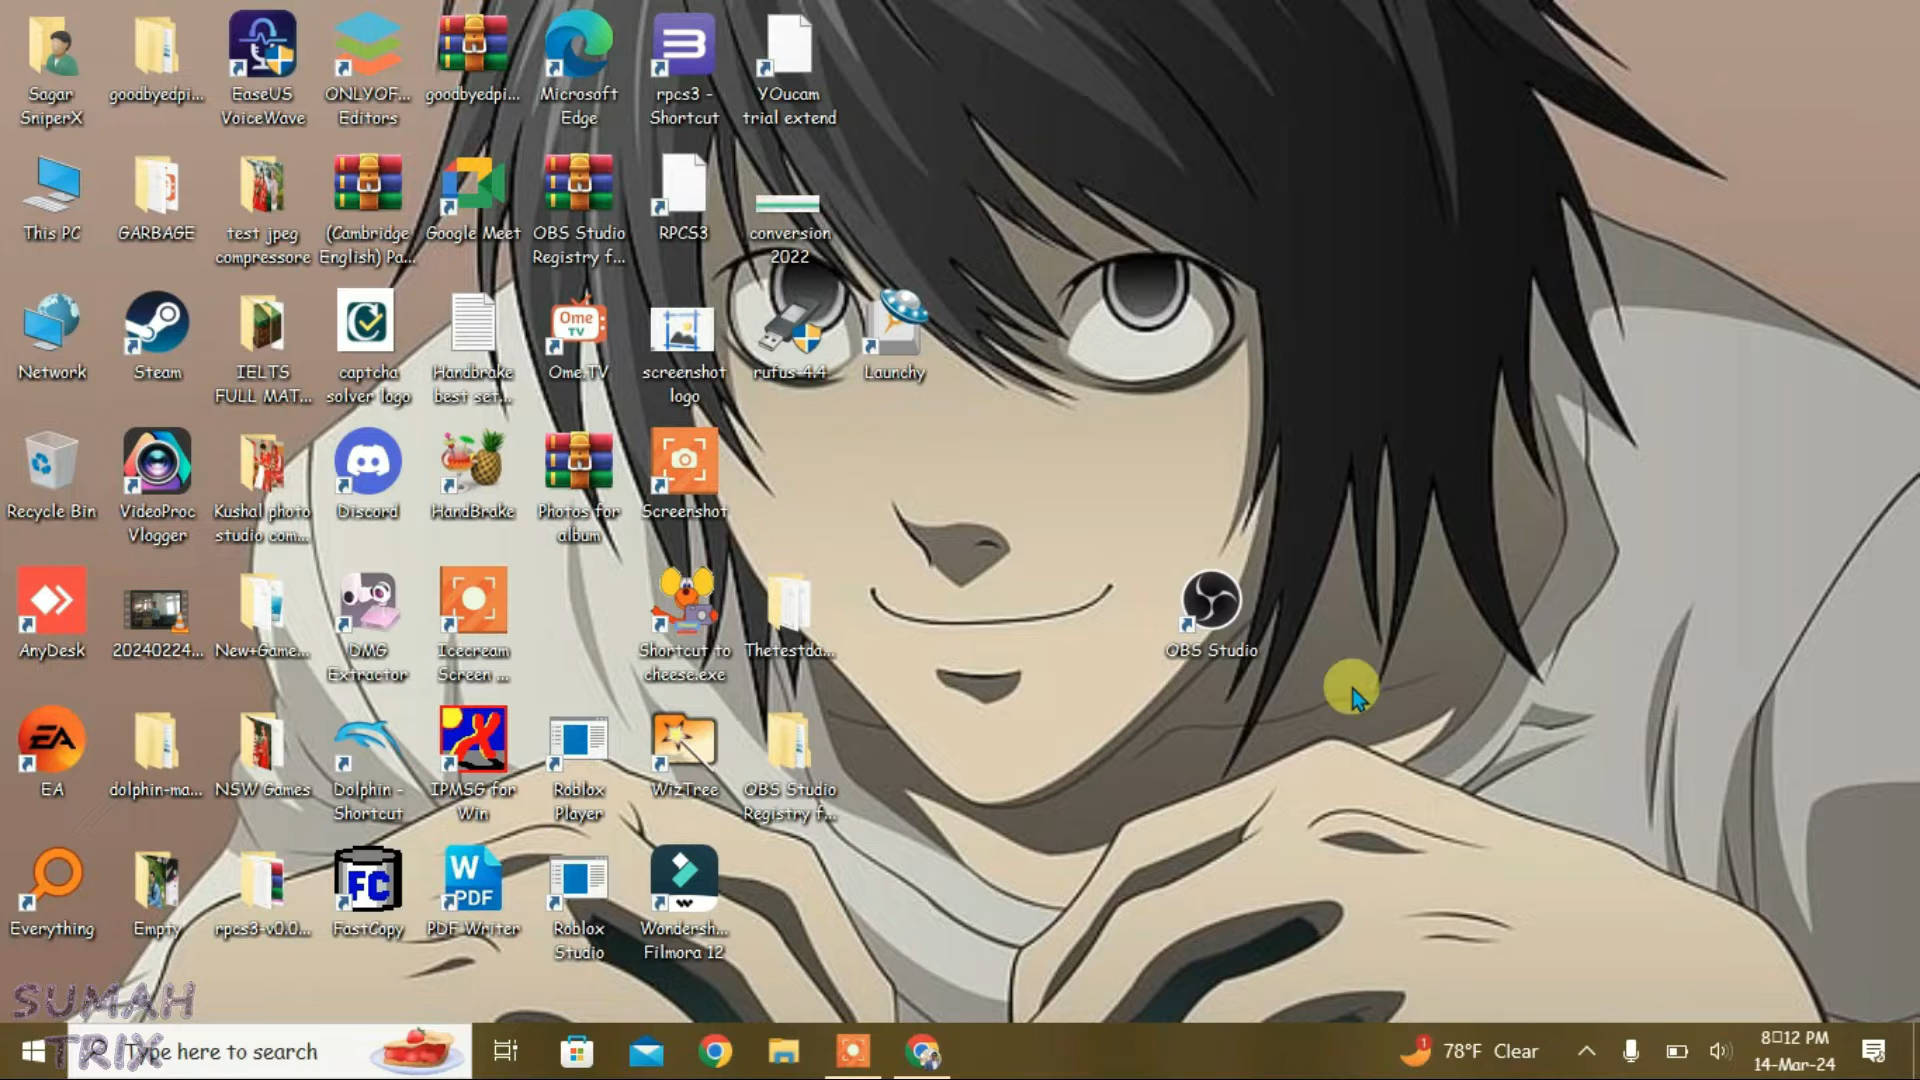 Sagar
SniperX
goodbyedpi...
EaseUS
VoiceWave
ONLYOF...
Editors
goodbyedpi...
Microsoft
Edge
rpcs3 -
Shortcut
YOucam
trial extend
This PC
GARBAGE
test jpeg
compressore
(Cambridge
English) Pa...
Google Meet
OBS Studio
Registry f...
RPCS3
conversion
2022
Network
Steam
IELTS
FULL MAT...
captcha
solver logo
Handbrake
best set...
Ome
TV
Ome.TV
screenshot
logo
rufus-4.4
Launchy
Recycle Bin
VideoProc
Vlogger
Kushal photo
studio com...
Discord
HandBrake
Photos for
album
Screenshot
AnyDesk
20240224...
New+Game...
DMG
Extractor
Icecream
Screen ...
Shortcut to
cheese.exe
Thetestda...
OBS Studio
EA
EA
dolphin-ma...
NSW Games
Dolphin -
Shortcut
IPMSG for
Win
Roblox
Player
WizTree
OBS Studio
Registry f...
Everything
Empty
rpcs3-v0.0...
FC
FastCopy
W
PDF
PDF Writer
Roblox
Studio
Wondersh...
Filmora 12
SUMAH
TRIX
Type here to search
1
78°F Clear
8▯12 PM
14-Mar-24